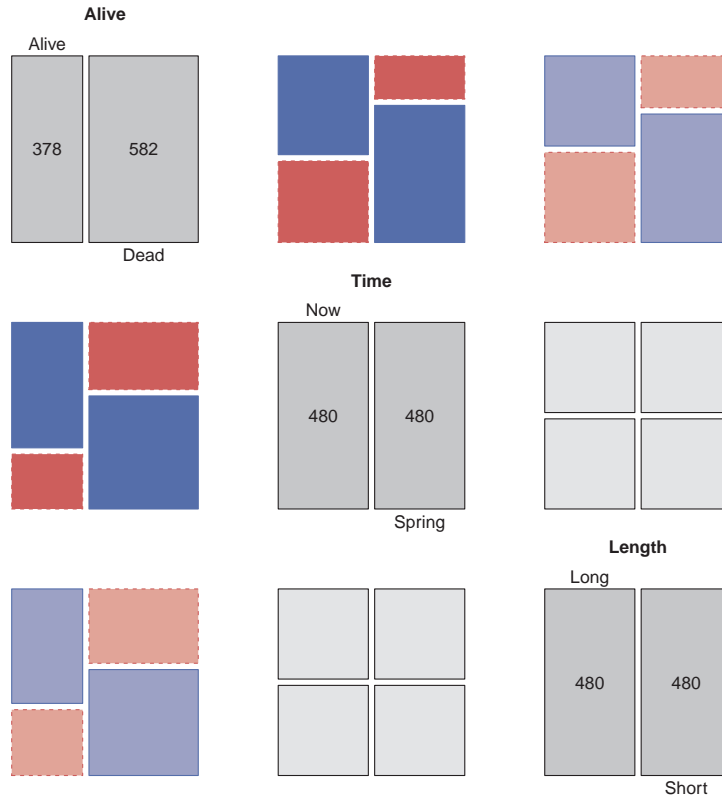 Alive
Alive
378 582
Dead
Time
Now
480 480
Spring
Length
Long
480 480
Short